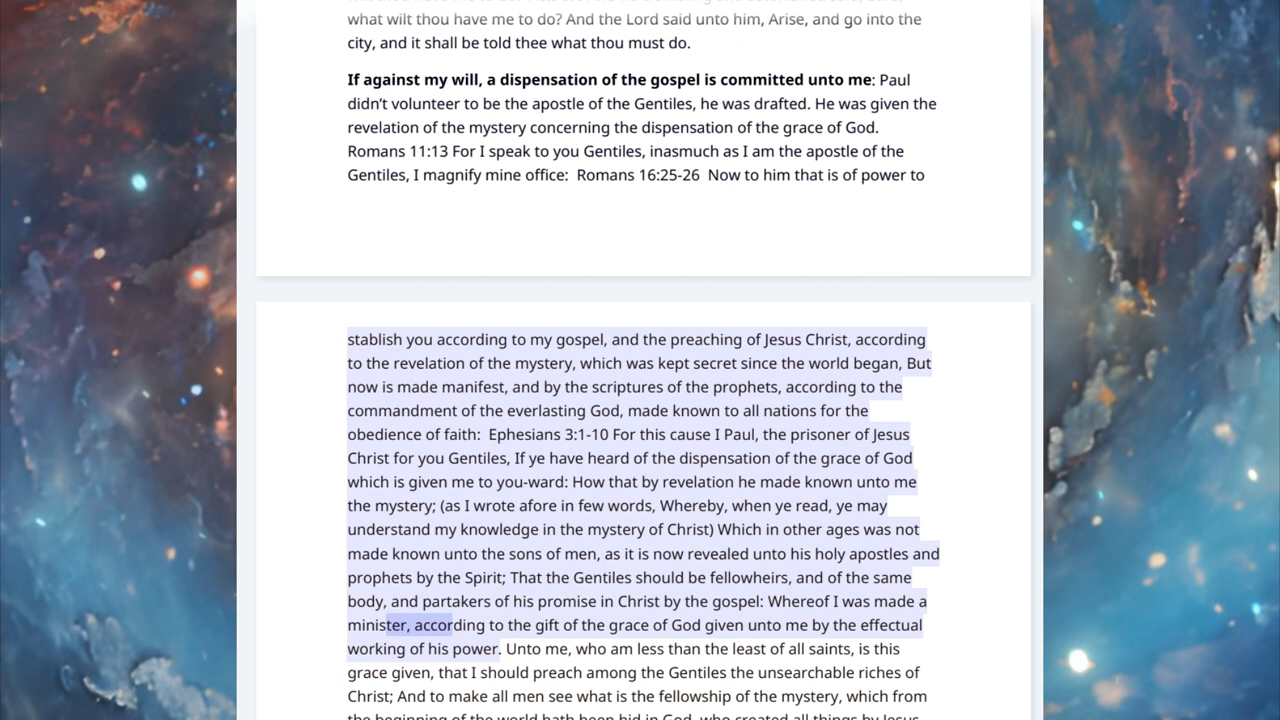 what wilt thou have me to do? And the Lord said unto him, Arise, and go into the
city, and it shall be told thee what thou must do.
If against my will, a dispensation of the gospel is committed unto me: Paul
didn’t volunteer to be the apostle of the Gentiles, he was drafted. He was given the
revelation of the mystery concerning the dispensation of the grace of God.
Romans 11:13 For I speak to you Gentiles, inasmuch as I am the apostle of the
Gentiles, I magnify mine office:  Romans 16:25-26  Now to him that is of power to
stablish you according to my gospel, and the preaching of Jesus Christ, according
to the revelation of the mystery, which was kept secret since the world began, But
now is made manifest, and by the scriptures of the prophets, according to the
commandment of the everlasting God, made known to all nations for the
obedience of faith:  Ephesians 3:1-10 For this cause I Paul, the prisoner of Jesus
Christ for you Gentiles, If ye have heard of the dispensation of the grace of God
which is given me to you-ward: How that by revelation he made known unto me
the mystery; (as I wrote afore in few words, Whereby, when ye read, ye may
understand my knowledge in the mystery of Christ) Which in other ages was not
made known unto the sons of men, as it is now revealed unto his holy apostles and
prophets by the Spirit; That the Gentiles should be fellowheirs, and of the same
body, and partakers of his promise in Christ by the gospel: Whereof I was made a
minister, according to the gift of the grace of God given unto me by the effectual
working of his power. Unto me, who am less than the least of all saints, is this
grace given, that I should preach among the Gentiles the unsearchable riches of
Christ; And to make all men see what is the fellowship of the mystery, which from
the beginning of the world hath been hid in God, who created all things by Jesus